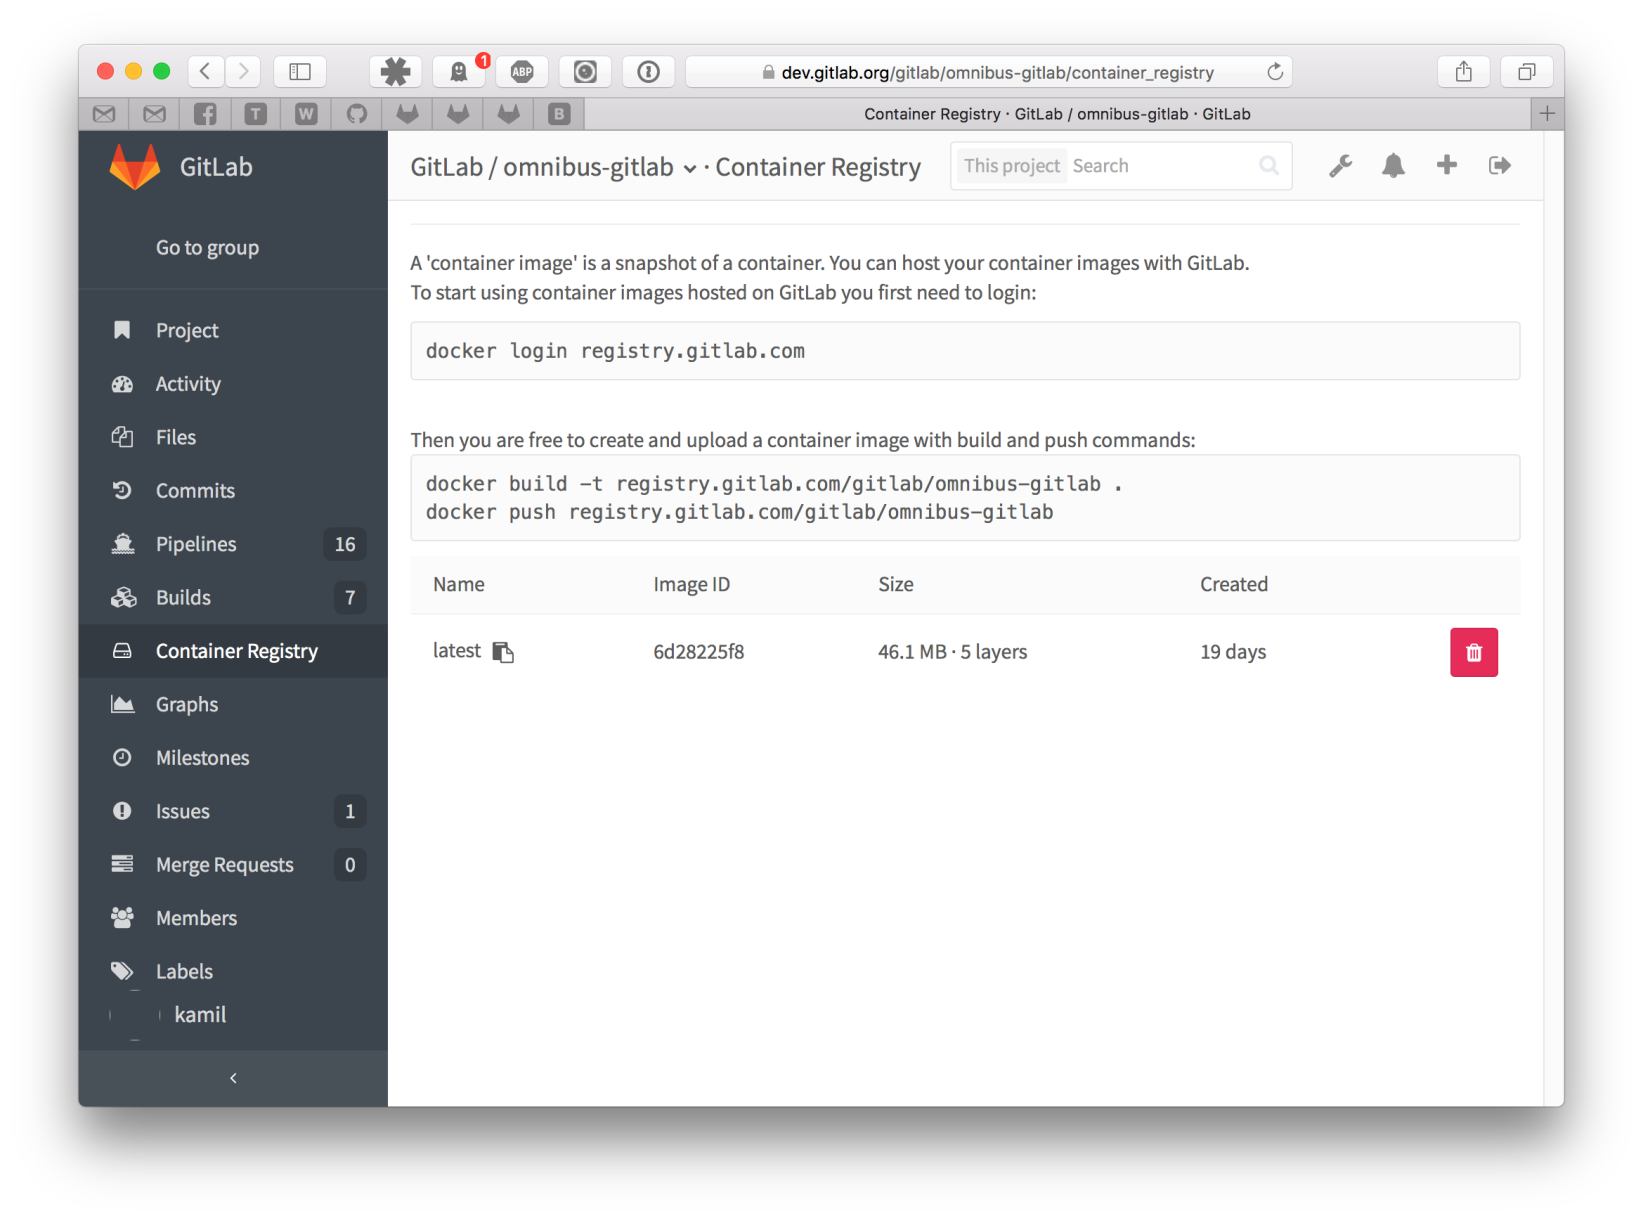 1
ABP
dev.gitlab.org/gitlab/omnibus-gitlab/container_registry
T
W
B
Container Registry · GitLab / omnibus-gitlab · GitLab
GitLab
GitLab / omnibus-gitlab · Container Registry
This project Search
Go to group
Project
Activity
Files
Commits
Pipelines 16
Builds 7
Container Registry
Graphs
Milestones
Issues 1
Merge Requests 0
Members
Labels
kamil
A 'container image' is a snapshot of a container. You can host your container images with GitLab.
To start using container images hosted on GitLab you first need to login:
docker login registry.gitlab.com
Then you are free to create and upload a container image with build and push commands:
docker build -t registry.gitlab.com/gitlab/omnibus-gitlab .
docker push registry.gitlab.com/gitlab/omnibus-gitlab
Name Image ID Size Created
latest 6d28225f8 46.1 MB · 5 layers 19 days